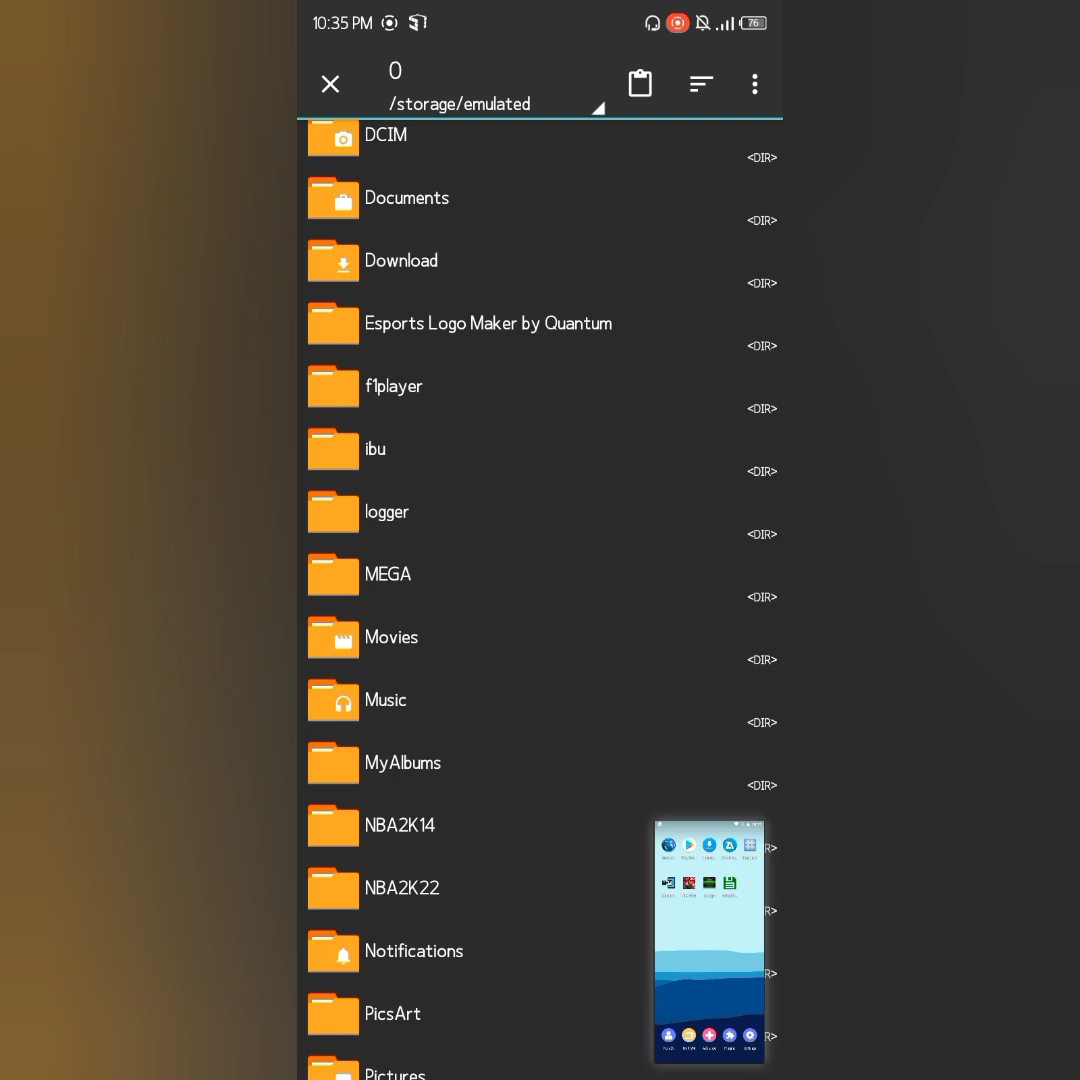 10:35 PM
76
0
/storage/emulated
DCIM
<DIR>
Documents
<DIR>
Download
<DIR>
Esports Logo Maker by Quantum
<DIR>
f1player
<DIR>
ibu
<DIR>
logger
<DIR>
MEGA
<DIR>
Movies
<DIR>
Music
<DIR>
MyAlbums
<DIR>
NBA2K14
R>
NBA2K22
R>
Notifications
R>
PicsArt
R>
Pictures